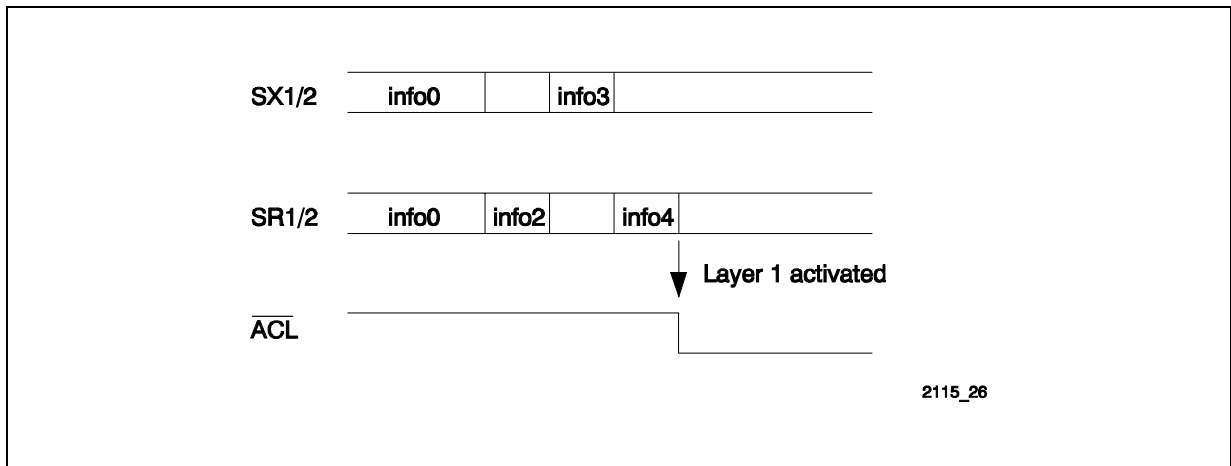 SX1/2 info0 info3
SR1/2 info0 info2 info4
Layer 1 activated
ACL
2115_26